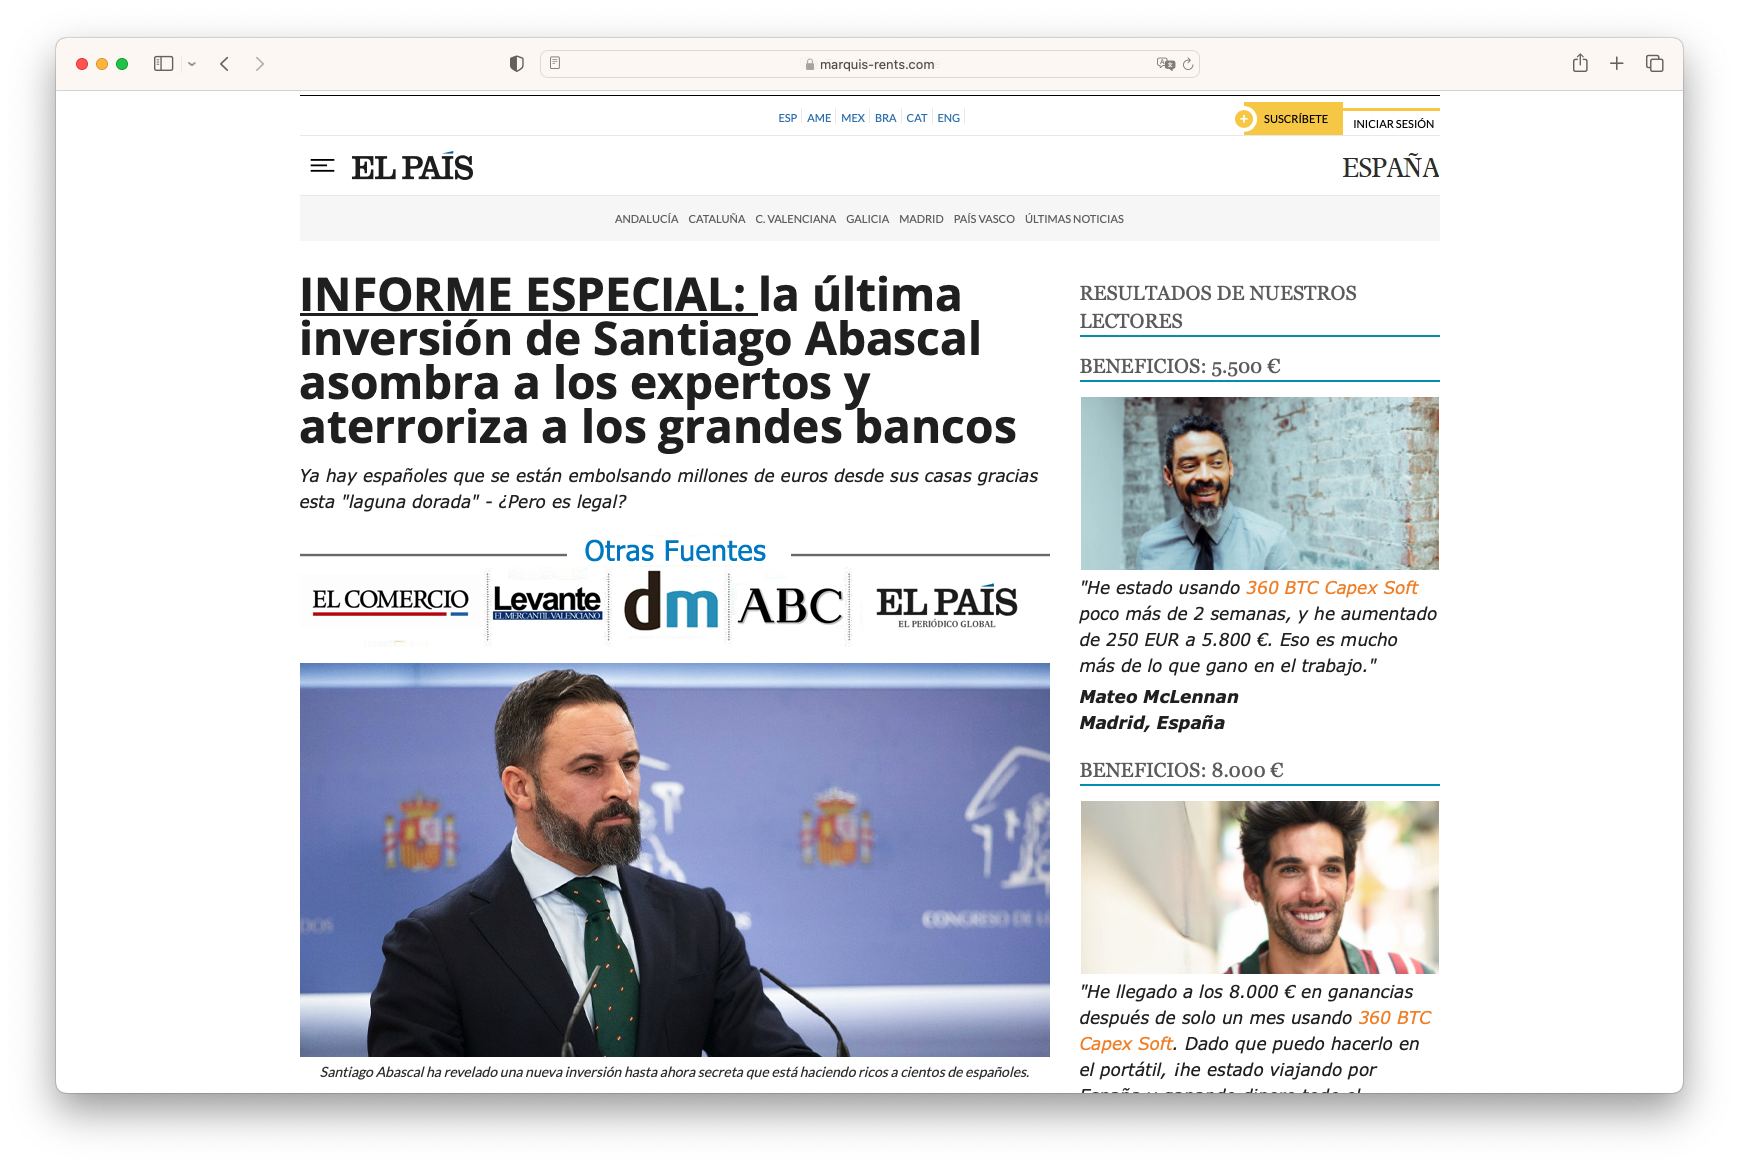 marquis-rents.com
ESP AME MEX BRA CAT ENG
SUSCRÍBETE
INICIAR SESIÓN
EL PAÍS
ESPAÑA
ANDALUCÍA CATALUÑA C. VALENCIANA GALICIA MADRID PAÍS VASCO ÚLTIMAS NOTICIAS
INFORME ESPECIAL: la última
inversión de Santiago Abascal
asombra a los expertos y
aterroriza a los grandes bancos
Ya hay españoles que se están embolsando millones de euros desde sus casas gracias
esta "laguna dorada" - ¿Pero es legal?
Otras Fuentes
EL COMERCIO
Levante
EL MERCANTIL VALENCIANO
dm
ABC
EL PAÍS
EL PERIÓDICO GLOBAL
CONGRESO DE L
Santiago Abascal ha revelado una nueva inversión hasta ahora secreta que está haciendo ricos a cientos de españoles.
RESULTADOS DE NUESTROS
LECTORES
BENEFICIOS: 5.500 €
"He estado usando 360 BTC Capex Soft
poco más de 2 semanas, y he aumentado
de 250 EUR a 5.800 €. Eso es mucho
más de lo que gano en el trabajo."
Mateo McLennan
Madrid, España
BENEFICIOS: 8.000 €
"He llegado a los 8.000 € en ganancias
después de solo un mes usando 360 BTC
Capex Soft. Dado que puedo hacerlo en
el portátil, ¡he estado viajando por